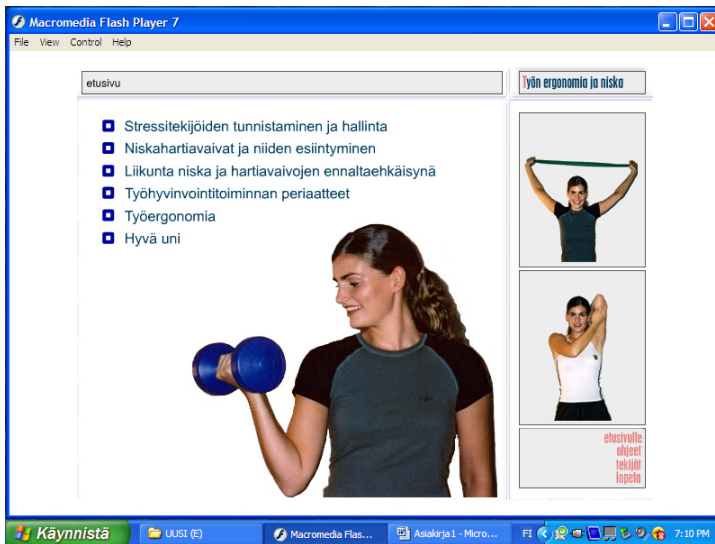 Macromedia Flash Player 7
File View Control Help
etusivu
Työn ergonomia ja niska
Stressitekijöiden tunnistaminen ja hallinta
Niskahartiavaivat ja niiden esiintyminen
Liikunta niska ja hartiavaivojen ennaltaehkäisynä
Työhyvinvointitoiminnan periaatteet
Työergonomia
Hyvä uni
etusivulle
ohjeet
tekijät
lopeta
Käynnistä
UUSI (E)
Macromedia Flas...
Asiakirja1 - Micro...
FI
7:10 PM